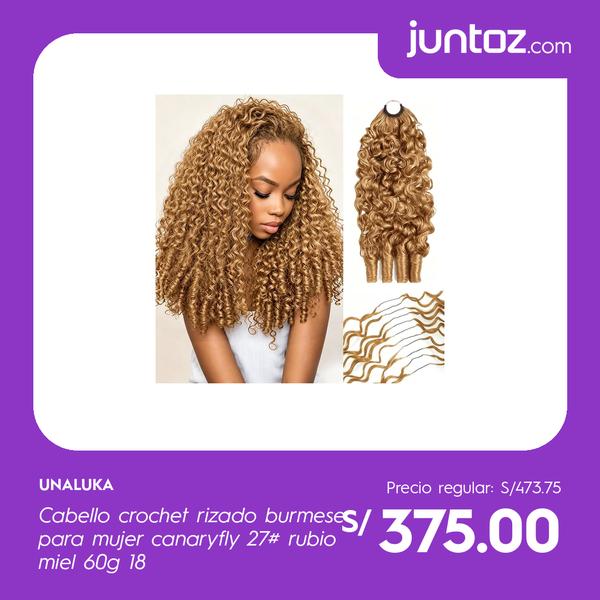 juntoz.com
UNALUKA
Cabello crochet rizado burmese
para mujer canaryfly 27# rubio
miel 60g 18
Precio regular: S/473.75
S/ 375.00